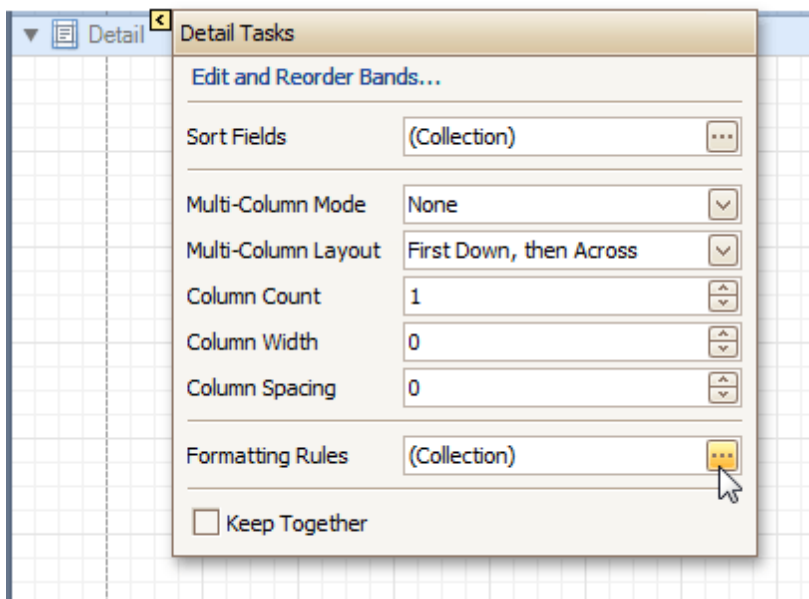 Detail
Detail Tasks
Edit and Reorder Bands...
Sort Fields (Collection)
Multi-Column Mode None
Multi-Column Layout First Down, then Across
Column Count 1
Column Width 0
Column Spacing 0
Formatting Rules (Collection)
Keep Together